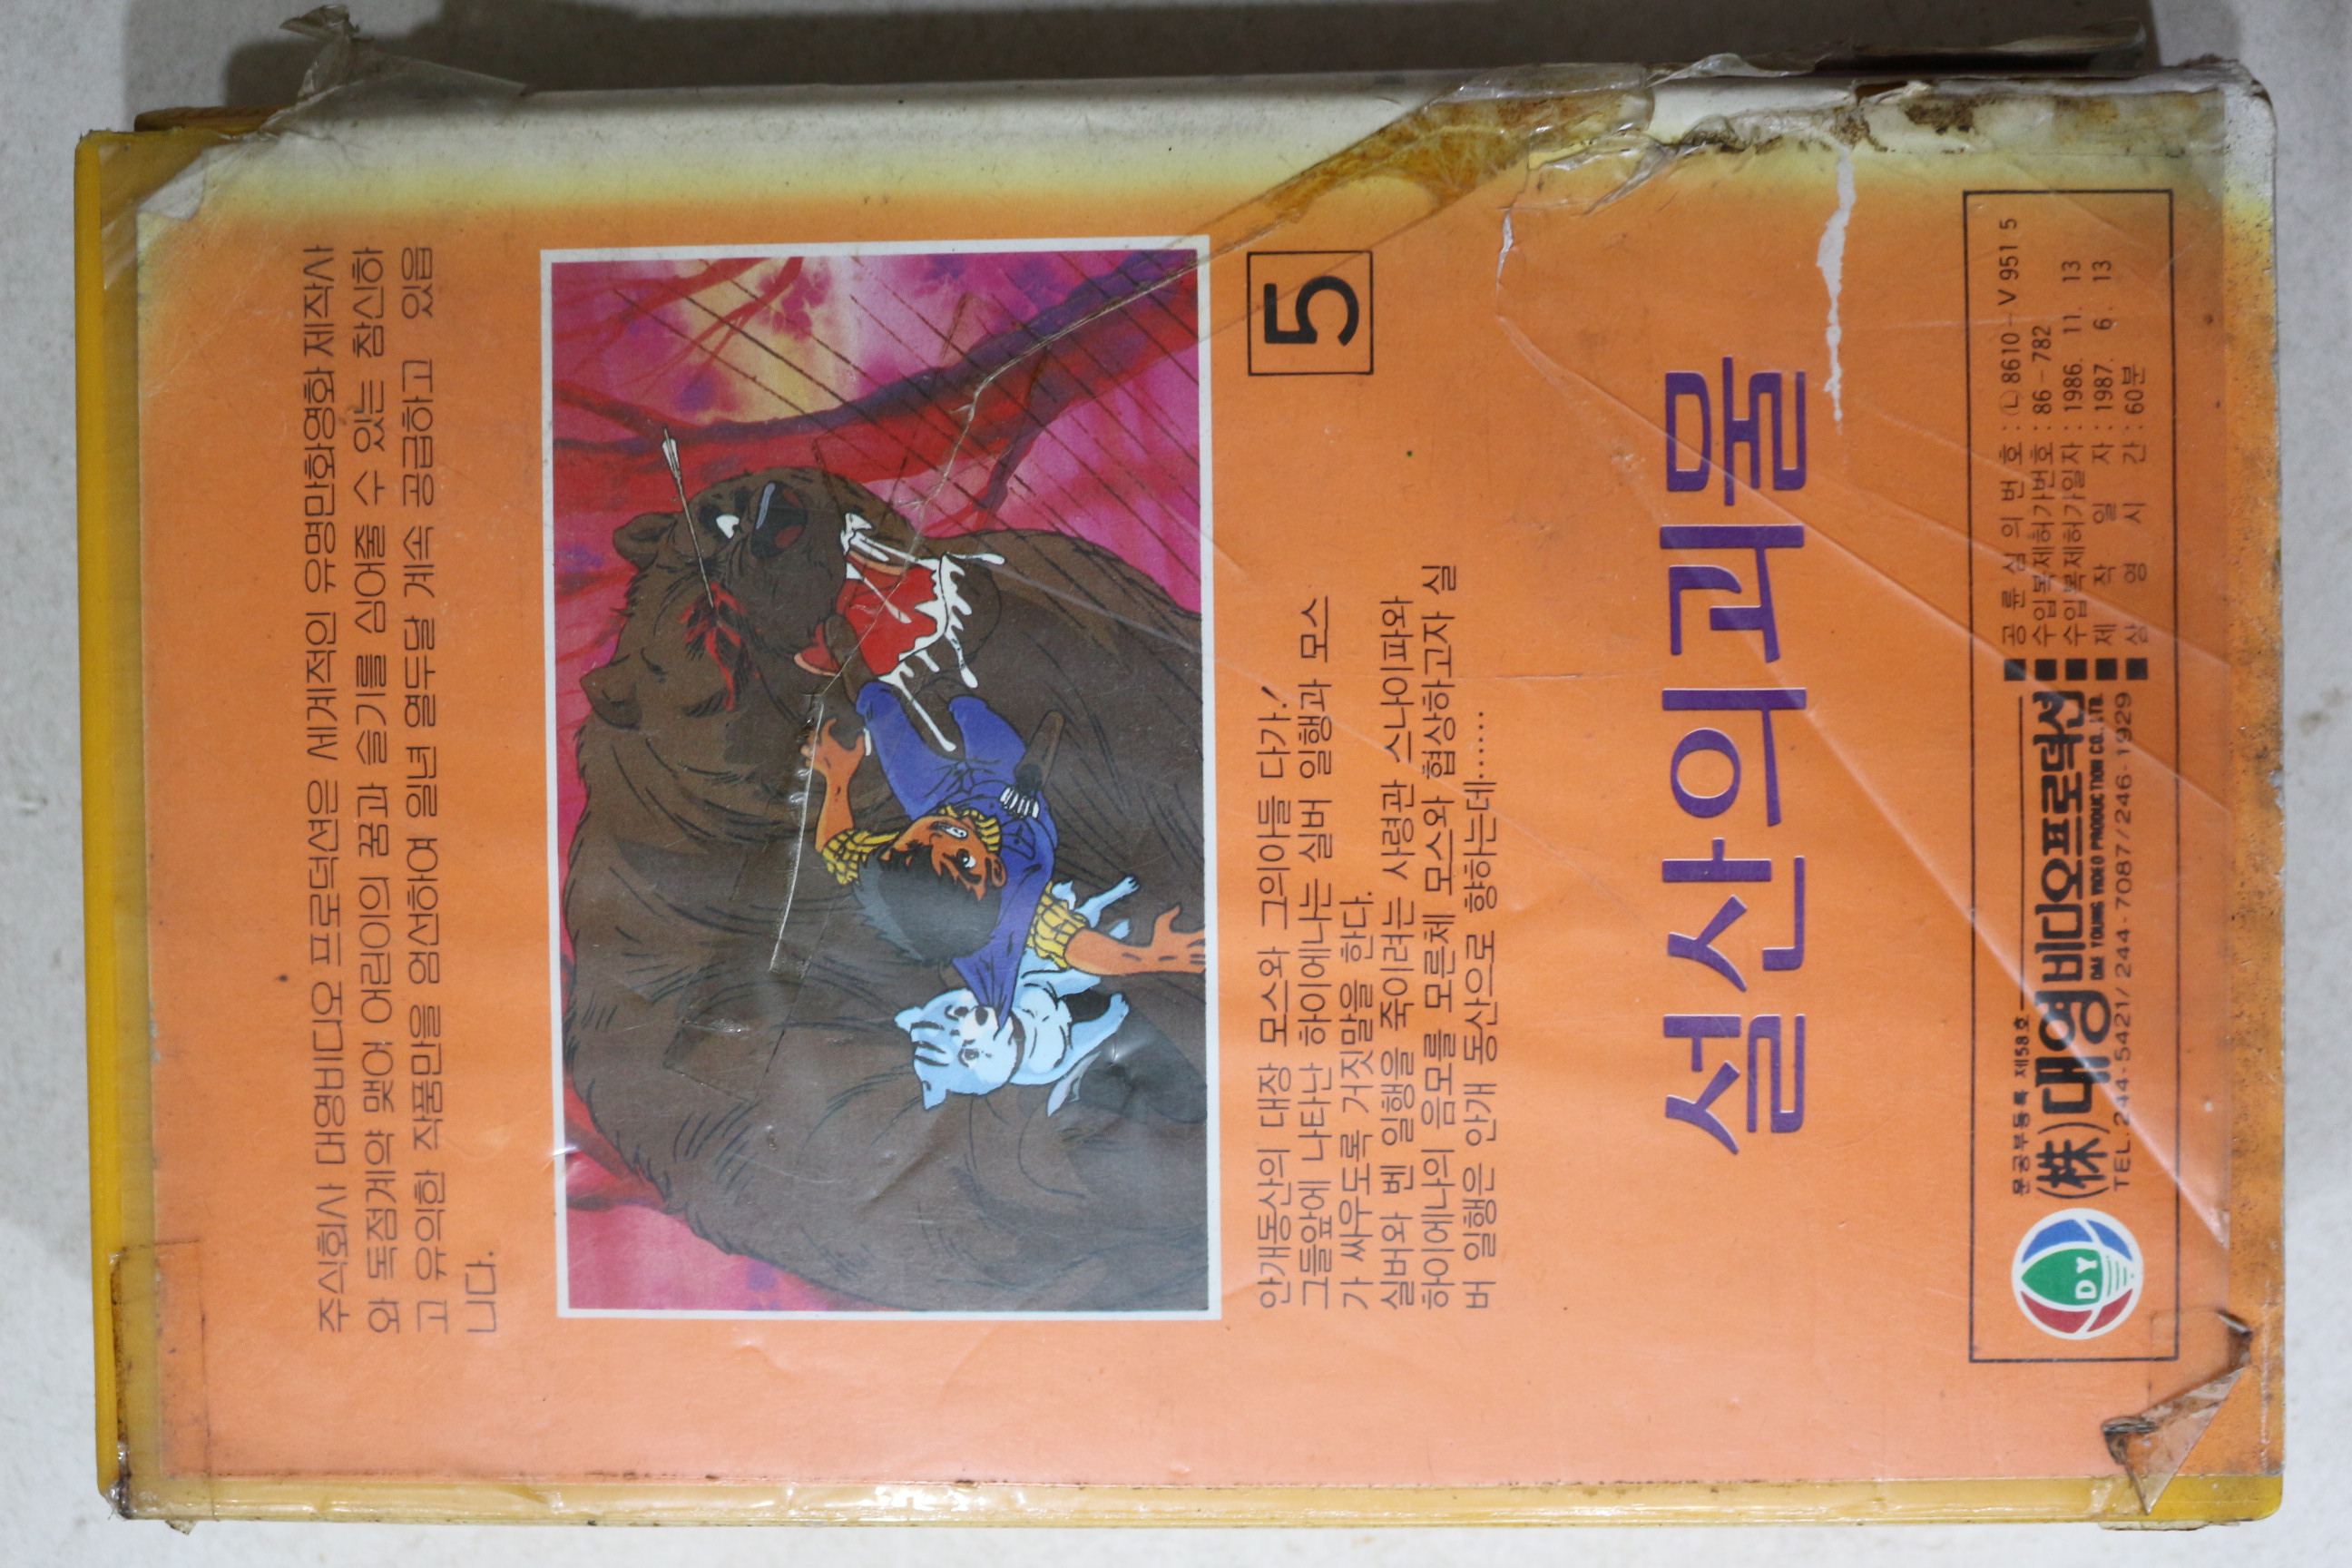 주식회사 대영비디오 프로덕션은 세계적인 유명만화영화 제작사
와 독점계약 맺어 어린이의 꿈과 슬기를 심어줄 수 있는 참신하
고 유의한 작품만을 엄선하여 일년 열두달 계속 공급하고 있읍
니다.
5
안개동산의 대장 모스와 그의아들 다가!
그들앞에 나타난 하이에나는 실버 일행과 모스
가 싸우도록 거짓말을 한다.
실버와 벤 일행을 죽이려는 사령관 스나이파와
하이에나의 음모를 모른체 모스와 협상하고자 실
버 일행은 안개 동산으로 향하는데......
설산의괴물
DY
문공부등록 제58호
(株)대영비디오프로덕션
DAE YOUNG VIDEO PRODUCTION CO., LTD.
TEL.244-5421/244-7087/246-1929
■ 공륜심의번호 : ㉡ 8610-V 951 5
■ 수입복제허가번호 : 86-782
■ 수입복제허가일자 : 1986. 11. 13
■ 제작일자 : 1987. 6. 13
■ 상영시간 : 60분